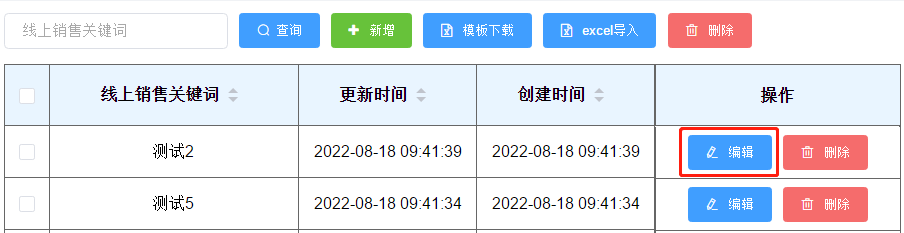 线上销售关键词 查询 新增 模板下载 excel导入 删除
线上销售关键词 更新时间 创建时间 操作
测试2 2022-08-18 09:41:39 2022-08-18 09:41:39 编辑 删除
测试5 2022-08-18 09:41:34 2022-08-18 09:41:34 编辑 删除